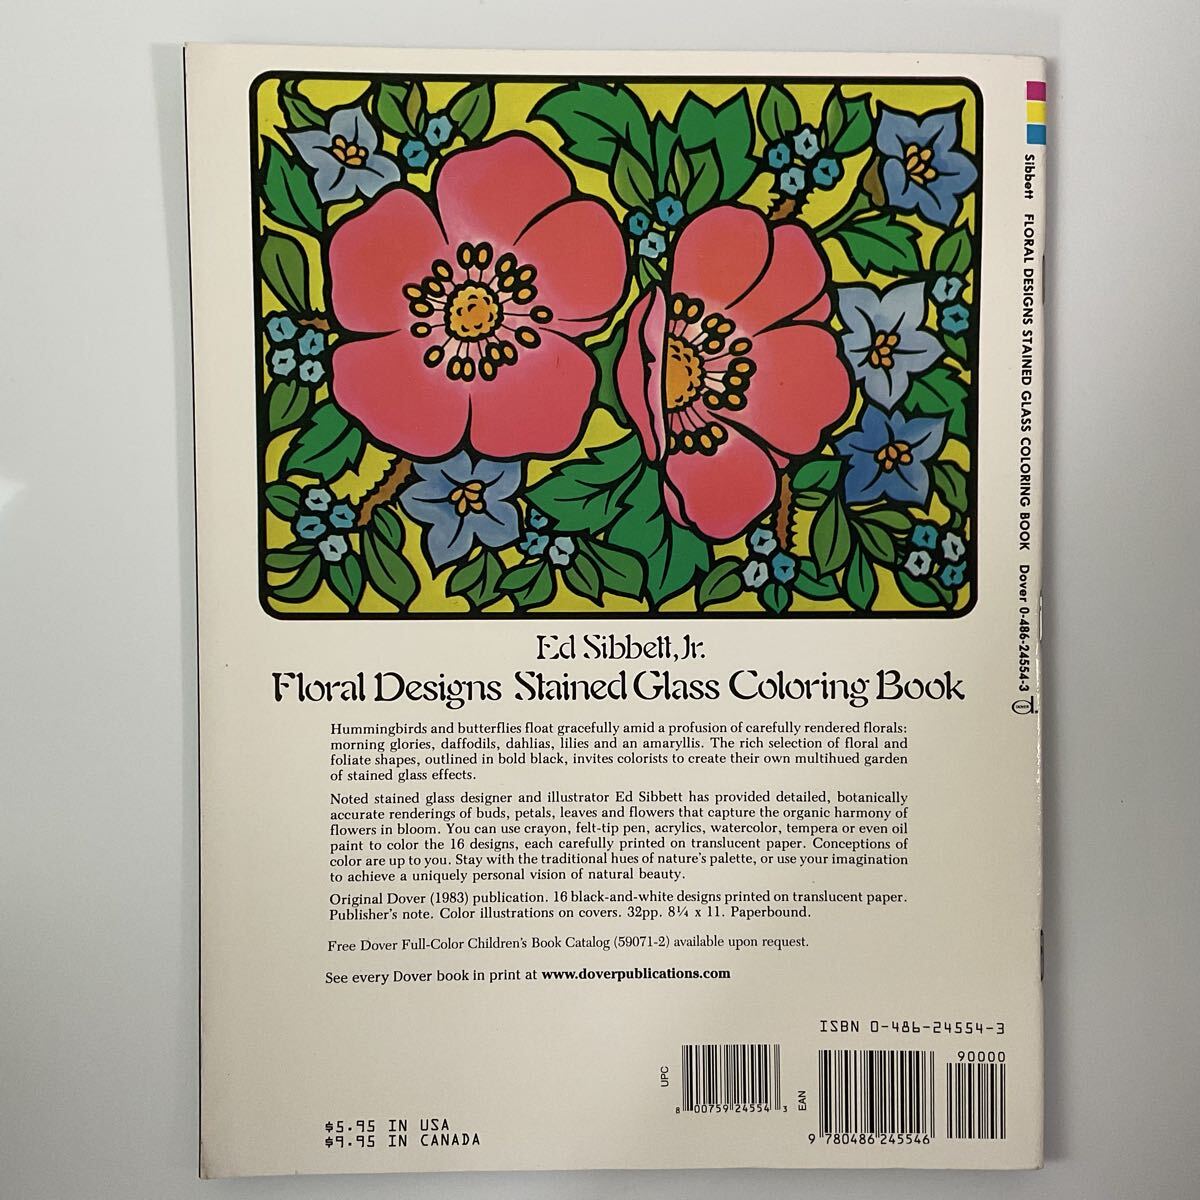 Ed Sibbett, Jr.
Floral Designs Stained Glass Coloring Book
Hummingbirds and butterflies float gracefully amid a profusion of carefully rendered florals:
morning glories, daffodils, dahlias, lilies and an amaryllis. The rich selection of floral and
foliate shapes, outlined in bold black, invites colorists to create their own multihued garden
of stained glass effects.
Noted stained glass designer and illustrator Ed Sibbett has provided detailed, botanically
accurate renderings of buds, petals, leaves and flowers that capture the organic harmony of
flowers in bloom. You can use crayon, felt-tip pen, acrylics, watercolor, tempera or even oil
paint to color the 16 designs, each carefully printed on translucent paper. Conceptions of
color are up to you. Stay with the traditional hues of nature's palette, or use your imagination
to achieve a uniquely personal vision of natural beauty.
Original Dover (1983) publication. 16 black-and-white designs printed on translucent paper.
Publisher's note. Color illustrations on covers. 32pp. 8¼ x 11. Paperbound.
Free Dover Full-Color Children's Book Catalog (59071-2) available upon request.
See every Dover book in print at www.doverpublications.com
ISBN 0-486-24554-3
90000
UPC
8 00759 24554 3
EAN
9 780486 245546
$5.95 IN USA
$9.95 IN CANADA
Sibbett FLORAL DESIGNS STAINED GLASS COLORING BOOK Dover 0-486-24554-3